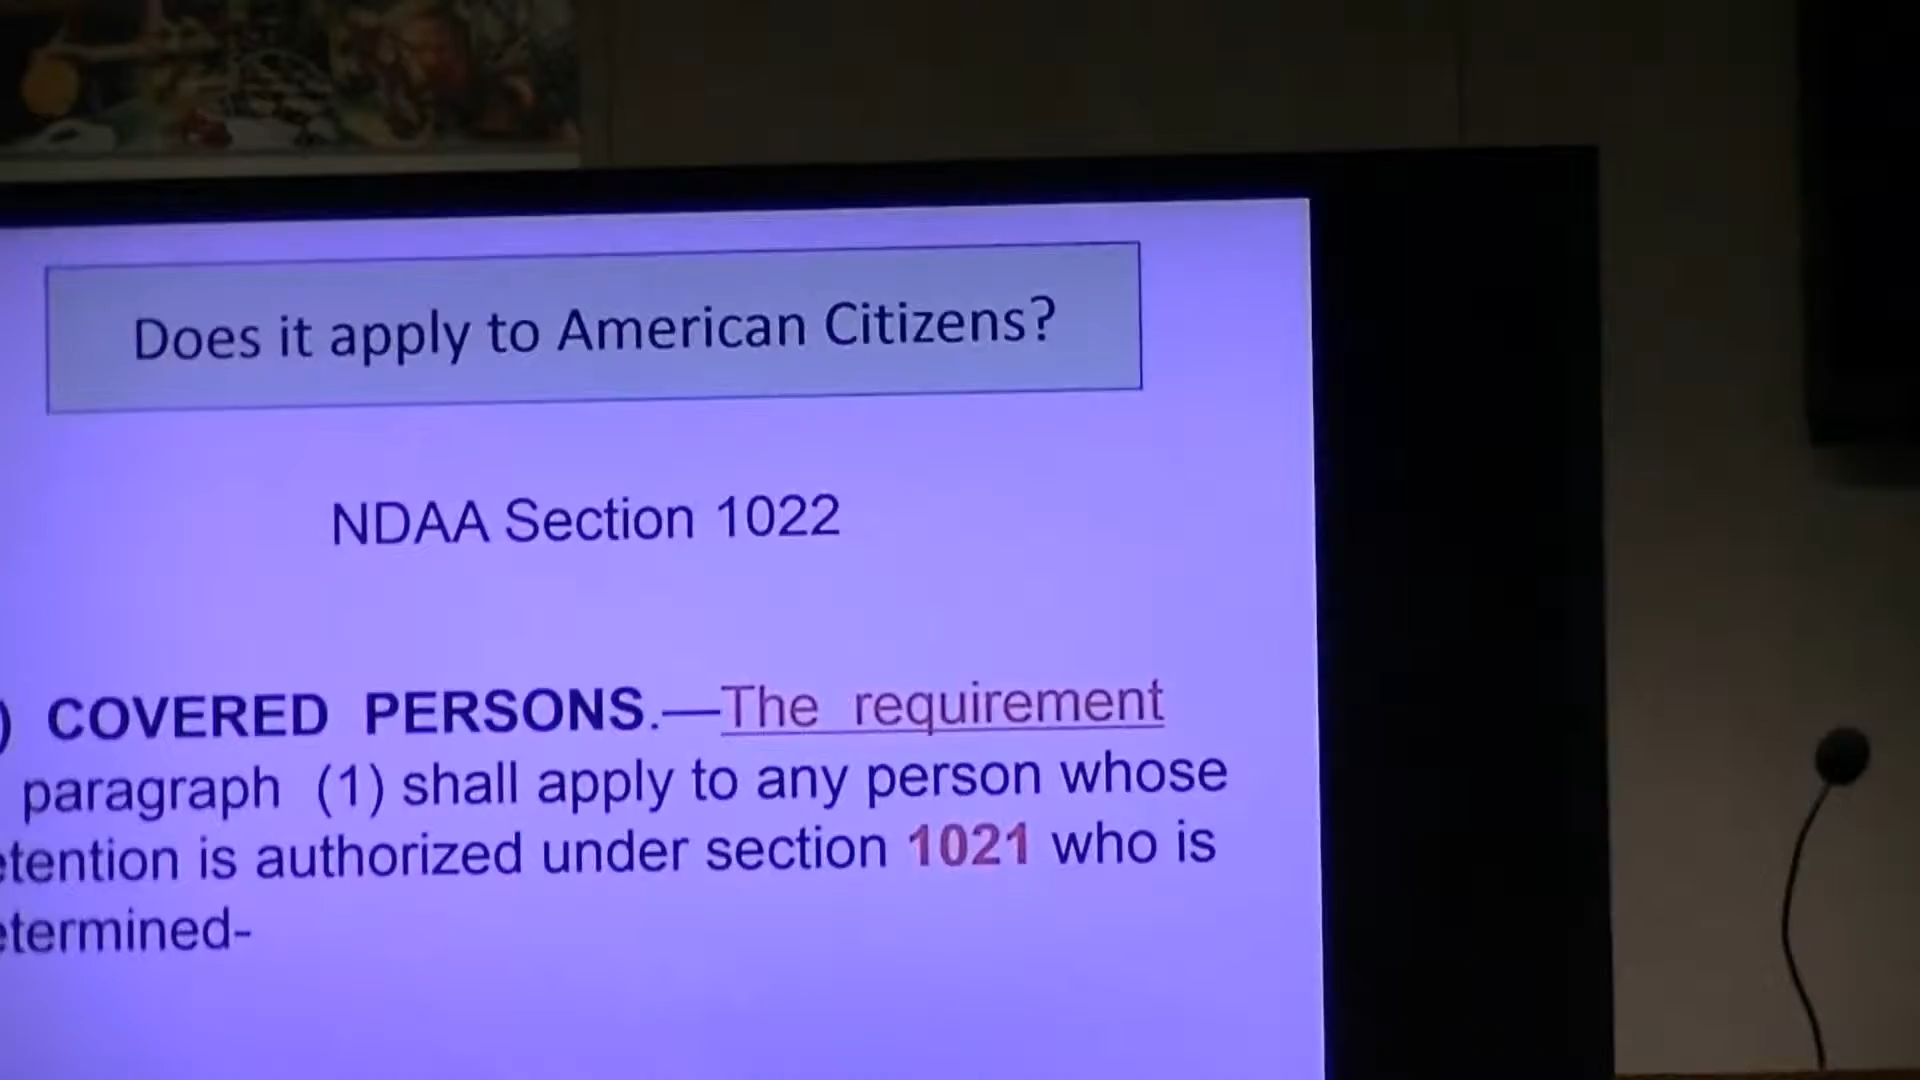 Does it apply to American Citizens?
NDAA Section 1022
) COVERED PERSONS.—The requirement
paragraph (1) shall apply to any person whose
etention is authorized under section 1021 who is
etermined-